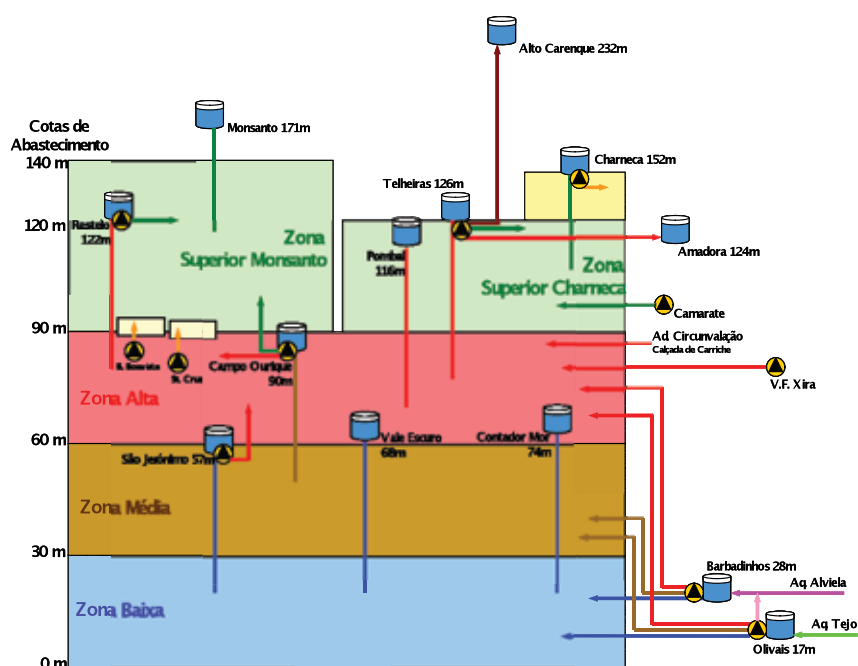 Alto Carenque 232m
Cotas de
Abastecimento
Monsanto 171m
140 m
Charneca 152m
Telheiras 126m
120 m
Restelo
122m
Zona
Superior Monsanto
Pombal
116m
Amadora 124m
Zona
Superior Charneca
Camarate
90 m
Ad. Circunvalação
Calçada de Carriche
Campo Ourique
90m
St. Cruz
V.F. Xira
Zona Alta
60 m
São Jerónimo 57m
Vale Escuro
68m
Contador Mor
74m
Zona Média
30 m
Barbadinhos 28m
Aq. Alviela
Zona Baixa
Aq. Tejo
Olivais 17m
0 m